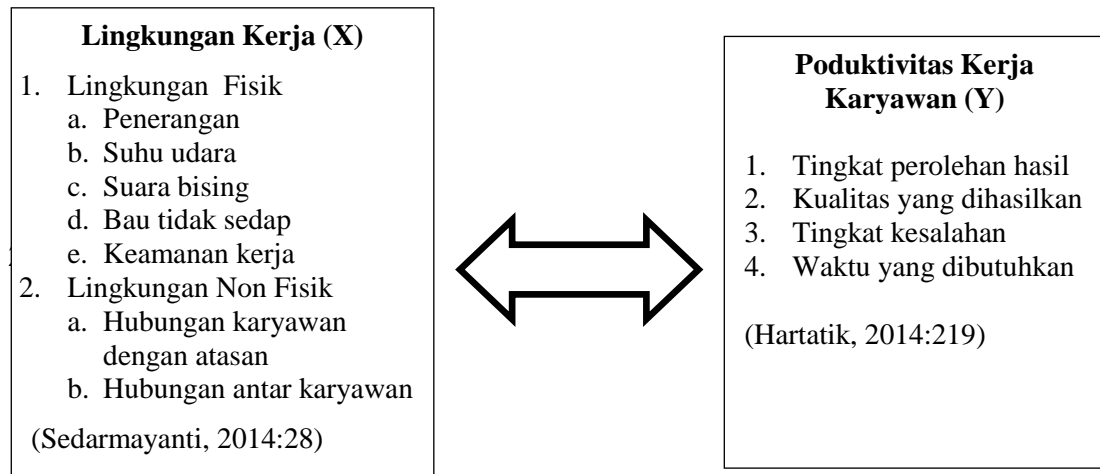 Lingkungan Kerja (X)
1. Lingkungan Fisik
a. Penerangan
b. Suhu udara
c. Suara bising
d. Bau tidak sedap
e. Keamanan kerja
2. Lingkungan Non Fisik
a. Hubungan karyawan
dengan atasan
b. Hubungan antar karyawan
(Sedarmayanti, 2014:28)
Poduktivitas Kerja
Karyawan (Y)
1. Tingkat perolehan hasil
2. Kualitas yang dihasilkan
3. Tingkat kesalahan
4. Waktu yang dibutuhkan
(Hartatik, 2014:219)